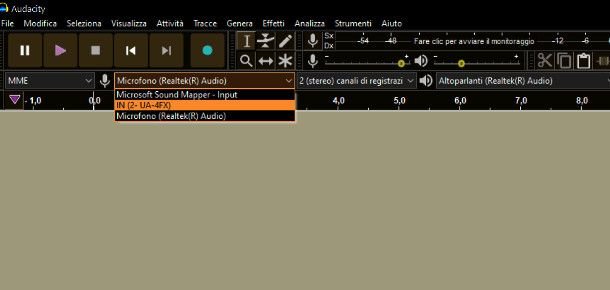 Audacity
File Modifica Seleziona Visualizza Attività Tracce Genera Effetti Analizza Strumenti Aiuto
Sx
Dx
-54 -48 Fare clic per avviare il monitoraggio -12 -6
MME
Microfono (Realtek(R) Audio)
2 (stereo) canali di registrazi
Altoparlanti (Realtek(R) Audio)
Microsoft Sound Mapper - Input
IN (2- UA-4FX)
Microfono (Realtek(R) Audio)
- 1,0 0,0 4,0 5,0 6,0 7,0 8,0